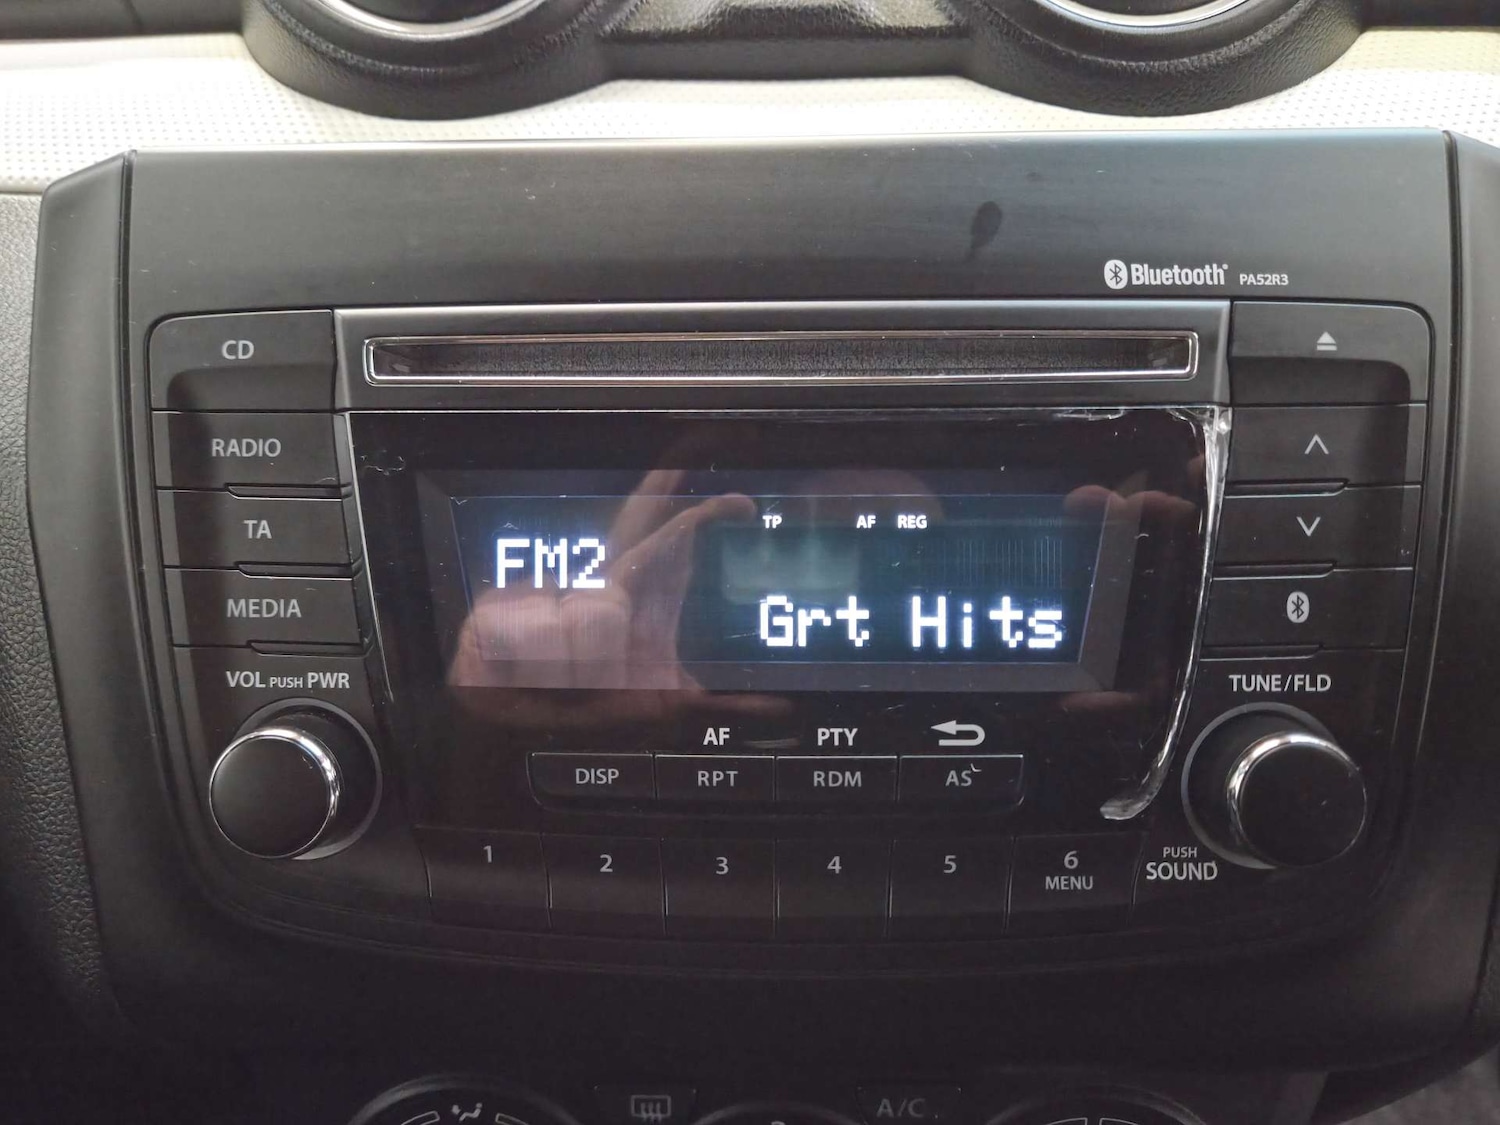 Bluetooth® PA52R3
CD
RADIO
TA
MEDIA
VOL PUSH PWR
TP AF REG
FM2
Grt Hits
TUNE/FLD
AF PTY
DISP RPT RDM AS
1 2 3 4 5 6
MENU
PUSH
SOUND
A/C